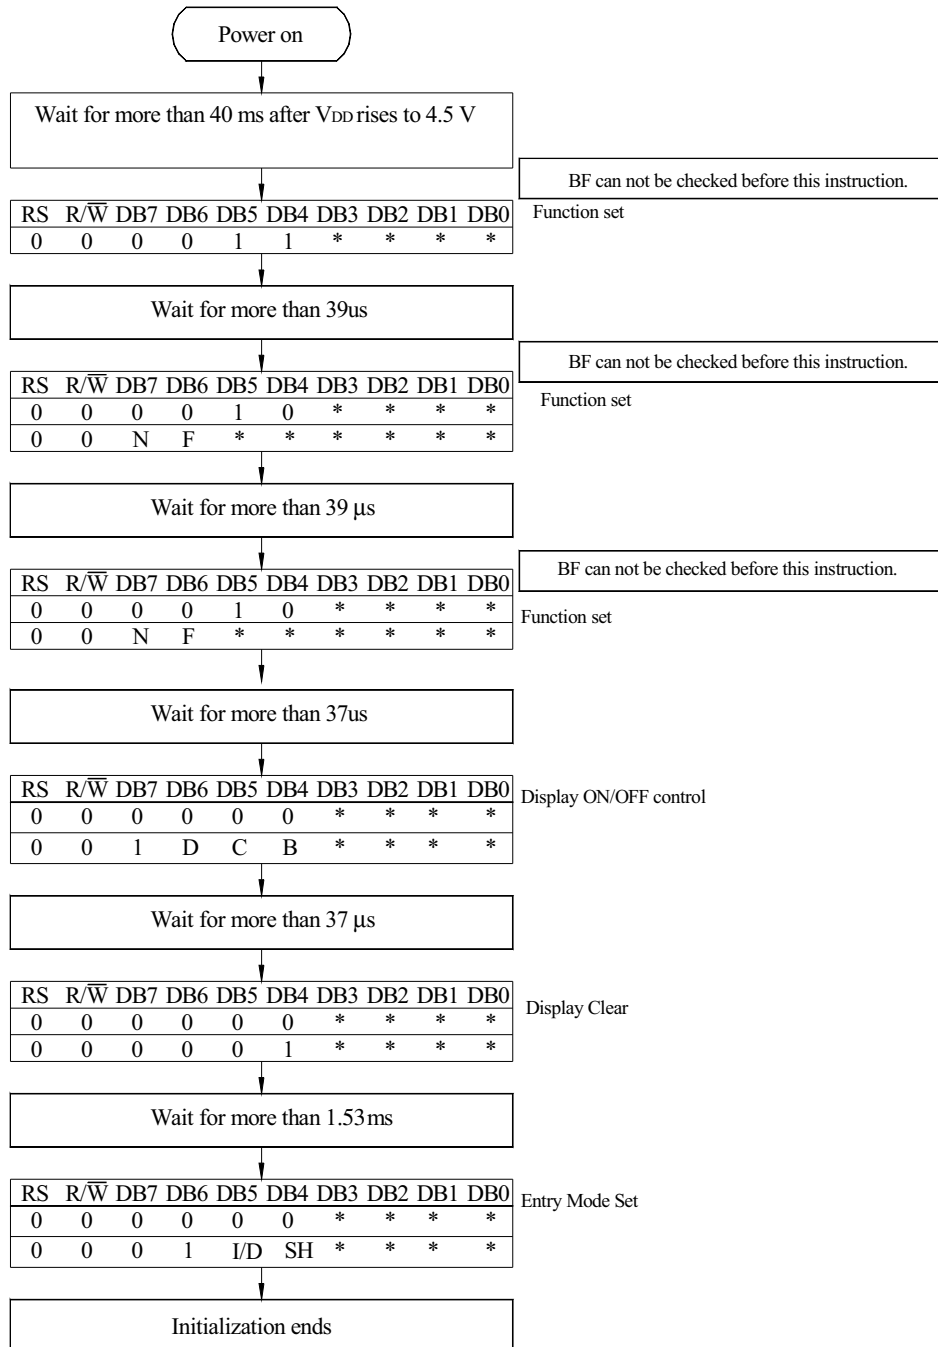 Power on
Wait for more than 40 ms after VDD rises to 4.5 V
BF can not be checked before this instruction.
RS R/W̅ DB7 DB6 DB5 DB4 DB3 DB2 DB1 DB0
Function set
0 0 0 0 1 1 * * * *
Wait for more than 39us
BF can not be checked before this instruction.
RS R/W̅ DB7 DB6 DB5 DB4 DB3 DB2 DB1 DB0
Function set
0 0 0 0 1 0 * * * *
0 0 N F * * * * * *
Wait for more than 39 µs
BF can not be checked before this instruction.
RS R/W̅ DB7 DB6 DB5 DB4 DB3 DB2 DB1 DB0
0 0 0 0 1 0 * * * *
Function set
0 0 N F * * * * * *
Wait for more than 37us
RS R/W̅ DB7 DB6 DB5 DB4 DB3 DB2 DB1 DB0
Display ON/OFF control
0 0 0 0 0 0 * * * *
0 0 1 D C B * * * *
Wait for more than 37 µs
RS R/W̅ DB7 DB6 DB5 DB4 DB3 DB2 DB1 DB0
Display Clear
0 0 0 0 0 0 * * * *
0 0 0 0 0 1 * * * *
Wait for more than 1.53ms
RS R/W̅ DB7 DB6 DB5 DB4 DB3 DB2 DB1 DB0
Entry Mode Set
0 0 0 0 0 0 * * * *
0 0 0 1 I/D SH * * * *
Initialization ends